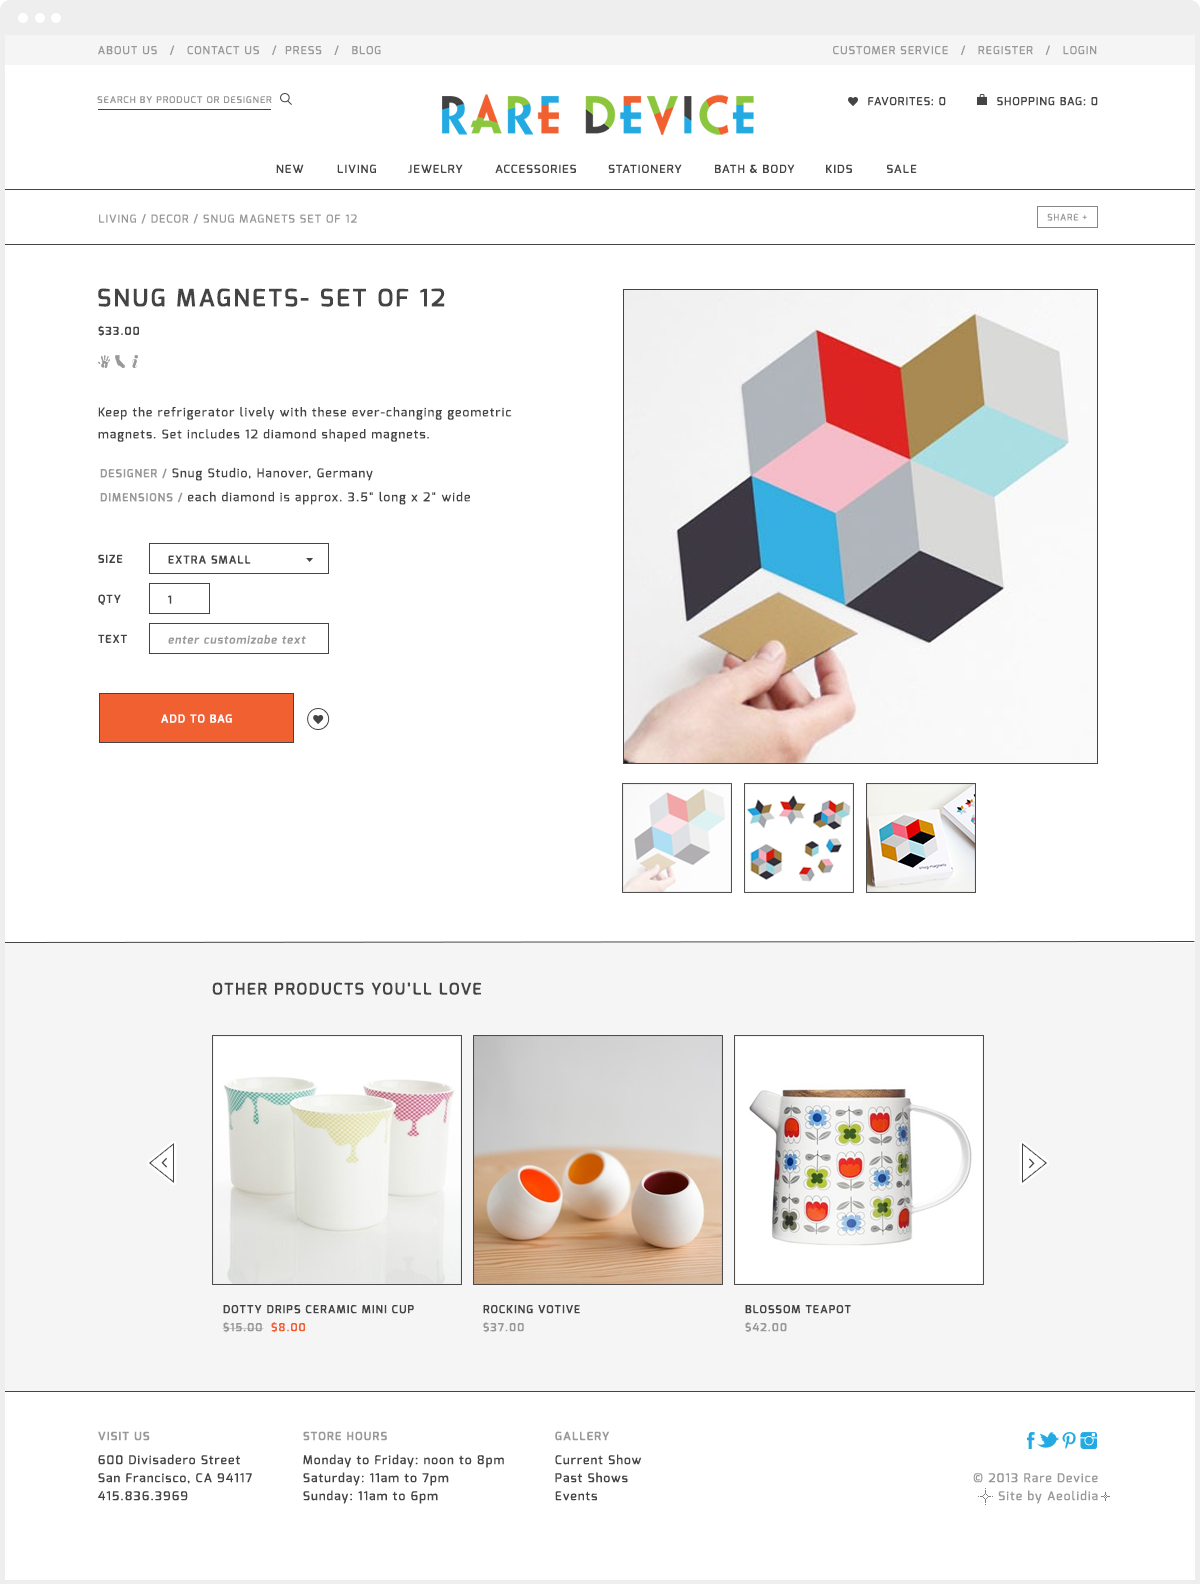 ABOUT US / CONTACT US / PRESS / BLOG
CUSTOMER SERVICE / REGISTER / LOGIN
SEARCH BY PRODUCT OR DESIGNER
RARE DEVICE
FAVORITES: 0
SHOPPING BAG: 0
NEW LIVING JEWELRY ACCESSORIES STATIONERY BATH & BODY KIDS SALE
LIVING / DECOR / SNUG MAGNETS SET OF 12
SHARE +
SNUG MAGNETS- SET OF 12
$33.00
Keep the refrigerator lively with these ever-changing geometric
magnets. Set includes 12 diamond shaped magnets.
DESIGNER / Snug Studio, Hanover, Germany
DIMENSIONS / each diamond is approx. 3.5" long x 2" wide
SIZE EXTRA SMALL
QTY 1
TEXT enter customizabe text
ADD TO BAG
snug magnets
OTHER PRODUCTS YOU'LL LOVE
DOTTY DRIPS CERAMIC MINI CUP
$15.00 $8.00
ROCKING VOTIVE
$37.00
BLOSSOM TEAPOT
$42.00
VISIT US
600 Divisadero Street
San Francisco, CA 94117
415.836.3969
STORE HOURS
Monday to Friday: noon to 8pm
Saturday: 11am to 7pm
Sunday: 11am to 6pm
GALLERY
Current Show
Past Shows
Events
© 2013 Rare Device
Site by Aeolidia